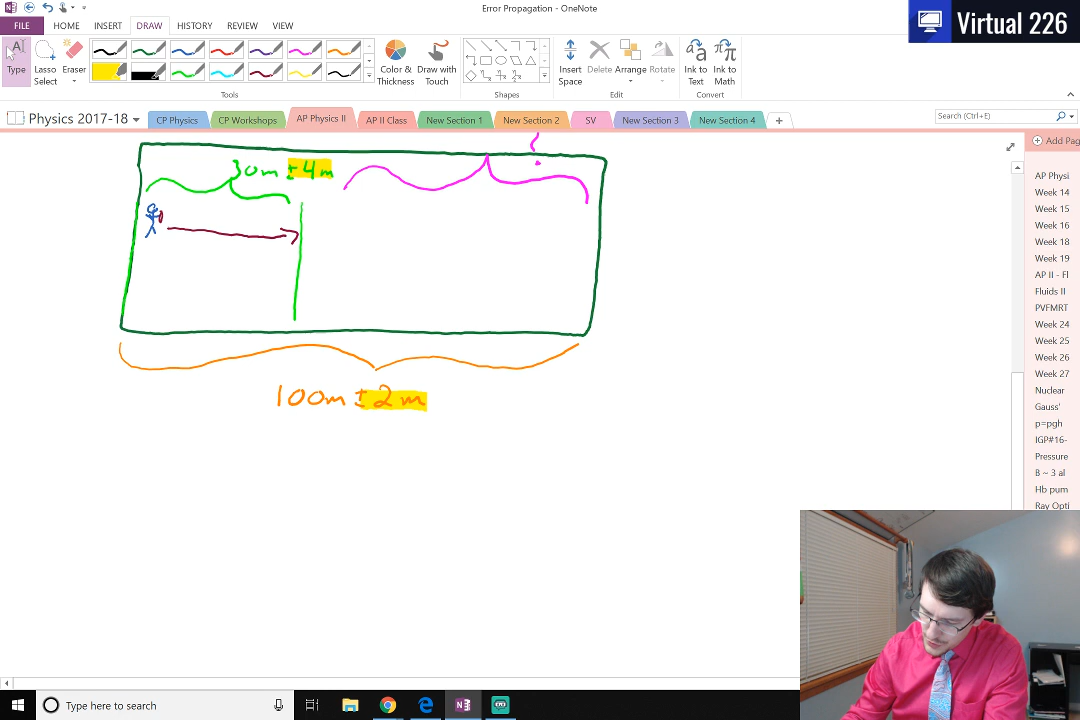 Error Propagation - OneNote
Virtual 226
FILE HOME INSERT DRAW HISTORY REVIEW VIEW
Type
Lasso Select
Eraser
Color & Thickness
Draw with Touch
Insert Space
Delete
Arrange
Rotate
Ink to Text
Ink to Math
Tools
Shapes
Edit
Convert
Physics 2017-18
CP Physics
CP Workshops
AP Physics II
AP II Class
New Section 1
New Section 2
SV
New Section 3
New Section 4
+
Search (Ctrl+E)
Add Pag
AP Physi
Week 14
Week 15
Week 16
Week 18
Week 19
AP II - Fl
Fluids II
PVFMRT
Week 24
Week 25
Week 26
Week 27
Nuclear
Gauss'
p=pgh
IGP#16-
Pressure
B ~ 3 al
Hb pum
Ray Opti
30m ± 4m
?
100m ± 2m
Type here to search